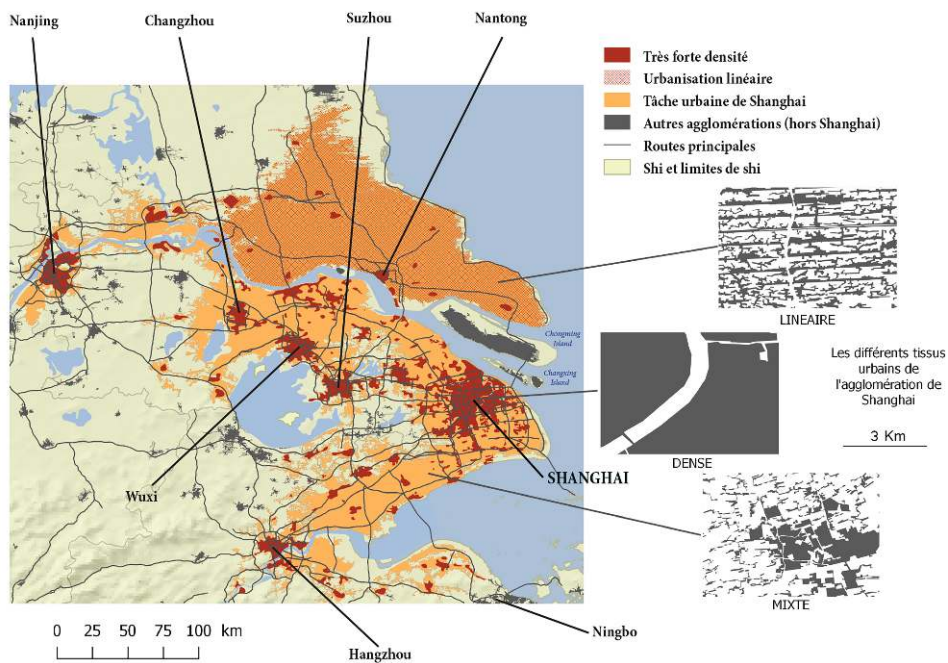 Nanjing
Changzhou
Suzhou
Nantong
Très forte densité
Urbanisation linéaire
Tâche urbaine de Shanghai
Autres agglomérations (hors Shanghai)
Routes principales
Shi et limites de shi
LINEAIRE
Chongming
Island
Changxing
Island
Les différents tissus
urbains de
l'agglomération de
Shanghai
3 Km
DENSE
SHANGHAI
Wuxi
MIXTE
0 25 50 75 100 km
Ningbo
Hangzhou